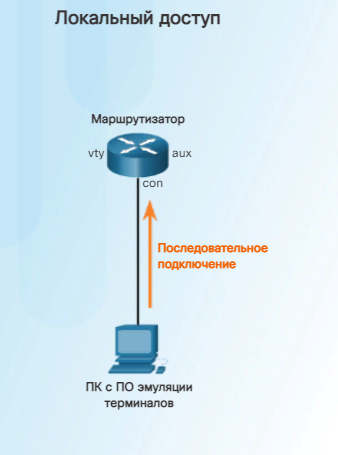 Локальный доступ
Маршрутизатор
vty
aux
con
Последовательное
подключение
ПК с ПО эмуляции
терминалов